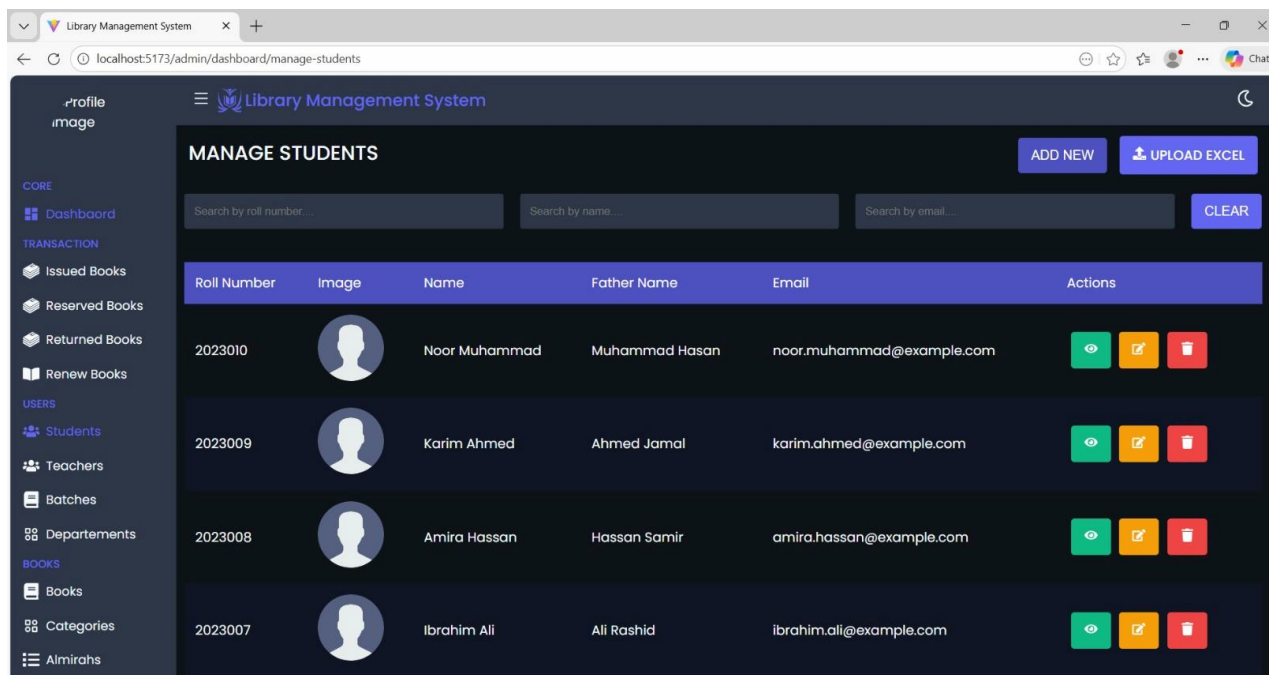 Library Management System
localhost:5173/admin/dashboard/manage-students
Chat
Profile
image
Library Management System
MANAGE STUDENTS
ADD NEW
UPLOAD EXCEL
Search by roll number....
Search by name....
Search by email....
CLEAR
CORE
Dashbaord
TRANSACTION
Issued Books
Reserved Books
Returned Books
Renew Books
USERS
Students
Teachers
Batches
Departements
BOOKS
Books
Categories
Almirahs
Roll Number Image Name Father Name Email Actions
2023010 Noor Muhammad Muhammad Hasan noor.muhammad@example.com
2023009 Karim Ahmed Ahmed Jamal karim.ahmed@example.com
2023008 Amira Hassan Hassan Samir amira.hassan@example.com
2023007 Ibrahim Ali Ali Rashid ibrahim.ali@example.com